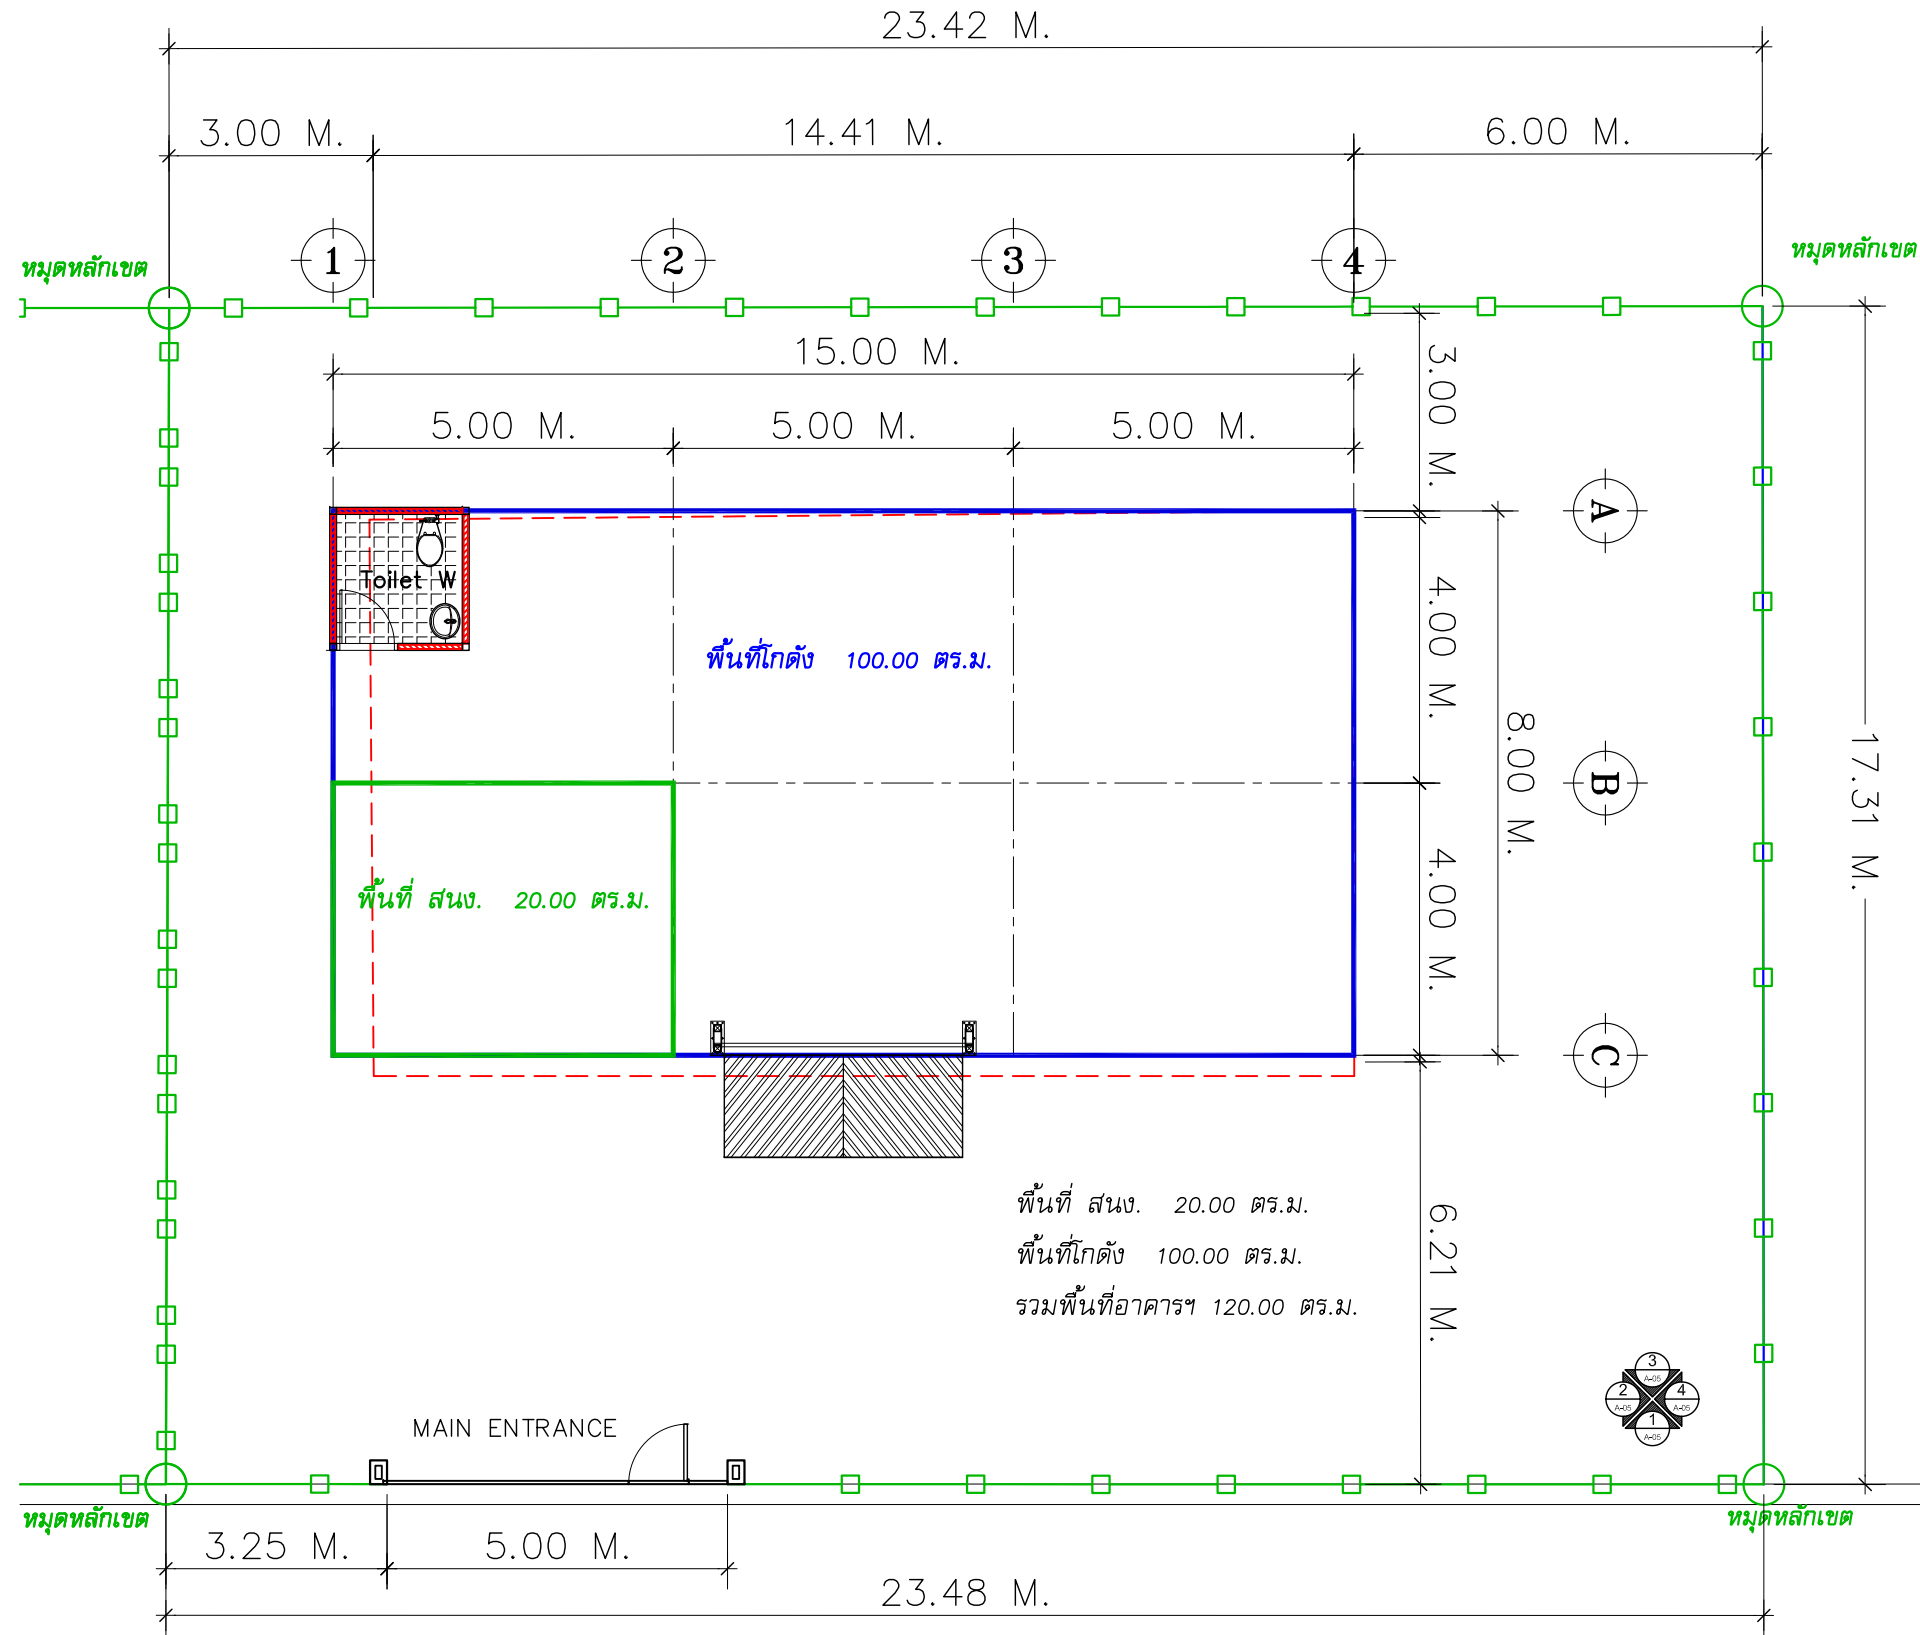 23.42 M.
3.00 M.
14.41 M.
6.00 M.
1
2
3
4
หมุดหลักเขต
หมุดหลักเขต
15.00 M.
3.00 M.
5.00 M.
5.00 M.
5.00 M.
A
Toilet W
4.00 M.
พื้นที่โกดัง 100.00 ตร.ม.
8.00 M.
B
17.31 M.
พื้นที่ สนง. 20.00 ตร.ม.
4.00 M.
C
พื้นที่ สนง. 20.00 ตร.ม.
พื้นที่โกดัง 100.00 ตร.ม.
รวมพื้นที่อาคารฯ 120.00 ตร.ม.
6.21 M.
3
A-05
2
A-05
4
A-05
1
A-05
MAIN ENTRANCE
หมุดหลักเขต
หมุดหลักเขต
3.25 M.
5.00 M.
23.48 M.